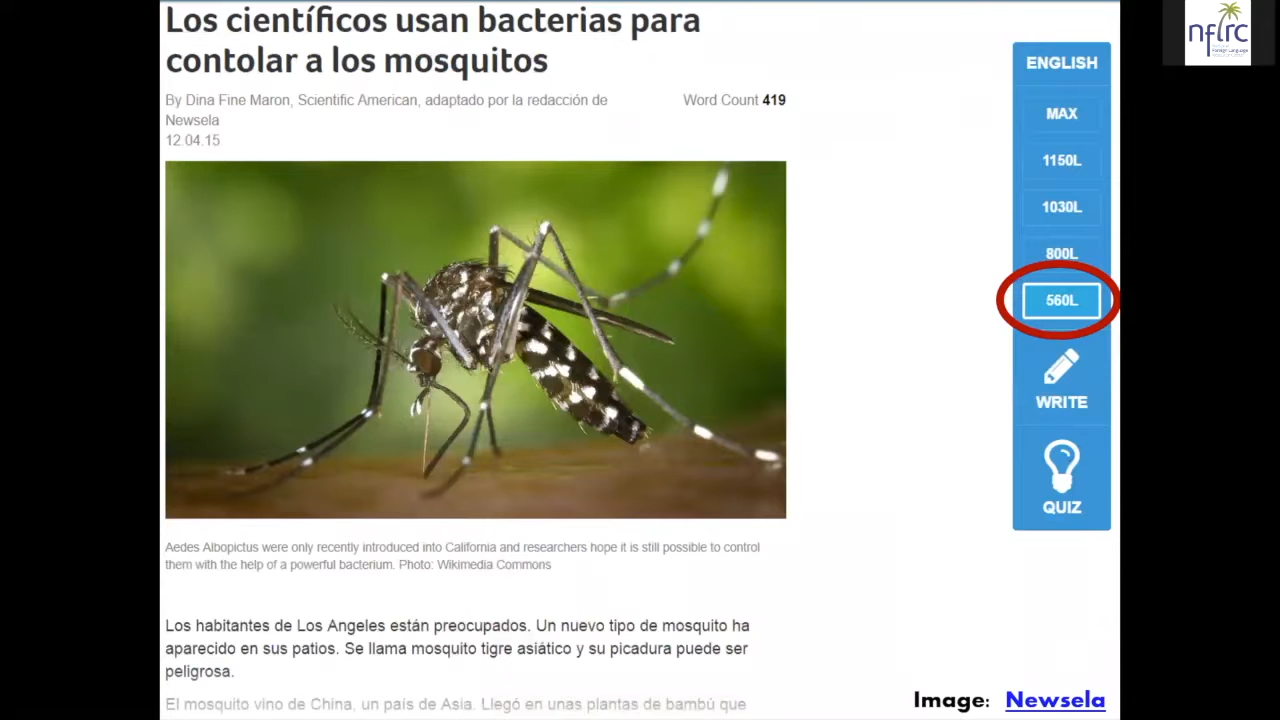 Los científicos usan bacterias para
contolar a los mosquitos
By Dina Fine Maron, Scientific American, adaptado por la redacción de
Newsela
12.04.15
Word Count 419
Aedes Albopictus were only recently introduced into California and researchers hope it is still possible to control
them with the help of a powerful bacterium. Photo: Wikimedia Commons
Los habitantes de Los Angeles están preocupados. Un nuevo tipo de mosquito ha
aparecido en sus patios. Se llama mosquito tigre asiático y su picadura puede ser
peligrosa.
El mosquito vino de China, un país de Asia. Llegó en unas plantas de bambú que
ENGLISH
MAX
1150L
1030L
800L
560L
WRITE
QUIZ
Image: Newsela
nflrc